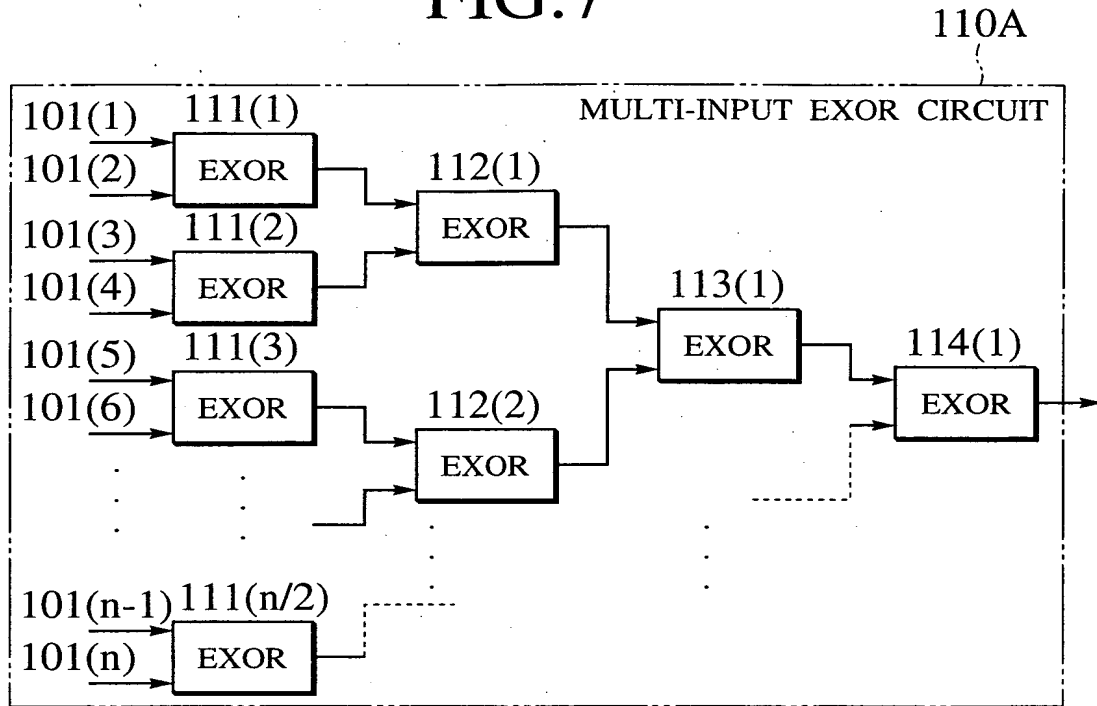 FIG.7
110A
MULTI-INPUT EXOR CIRCUIT
101(1) 111(1)
EXOR
101(2)
112(1)
EXOR
101(3) 111(2)
EXOR
101(4)
113(1)
EXOR
101(5) 111(3)
EXOR
101(6)
114(1)
EXOR
112(2)
EXOR
101(n-1) 111(n/2)
EXOR
101(n)